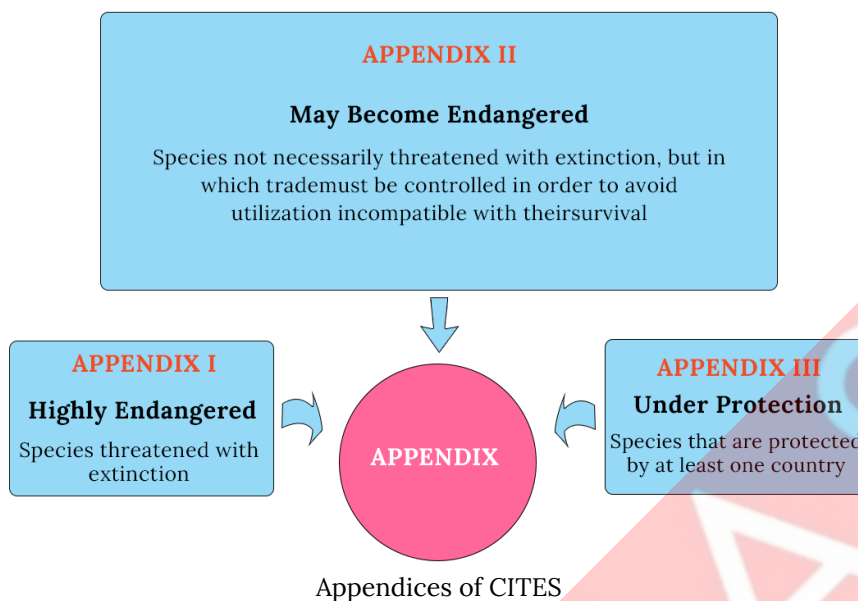 APPENDIX II
May Become Endangered
Species not necessarily threatened with extinction, but in
which trademust be controlled in order to avoid
utilization incompatible with theirsurvival
APPENDIX I
Highly Endangered
Species threatened with
extinction
APPENDIX
APPENDIX III
Under Protection
Species that are protected
by at least one country
Appendices of CITES